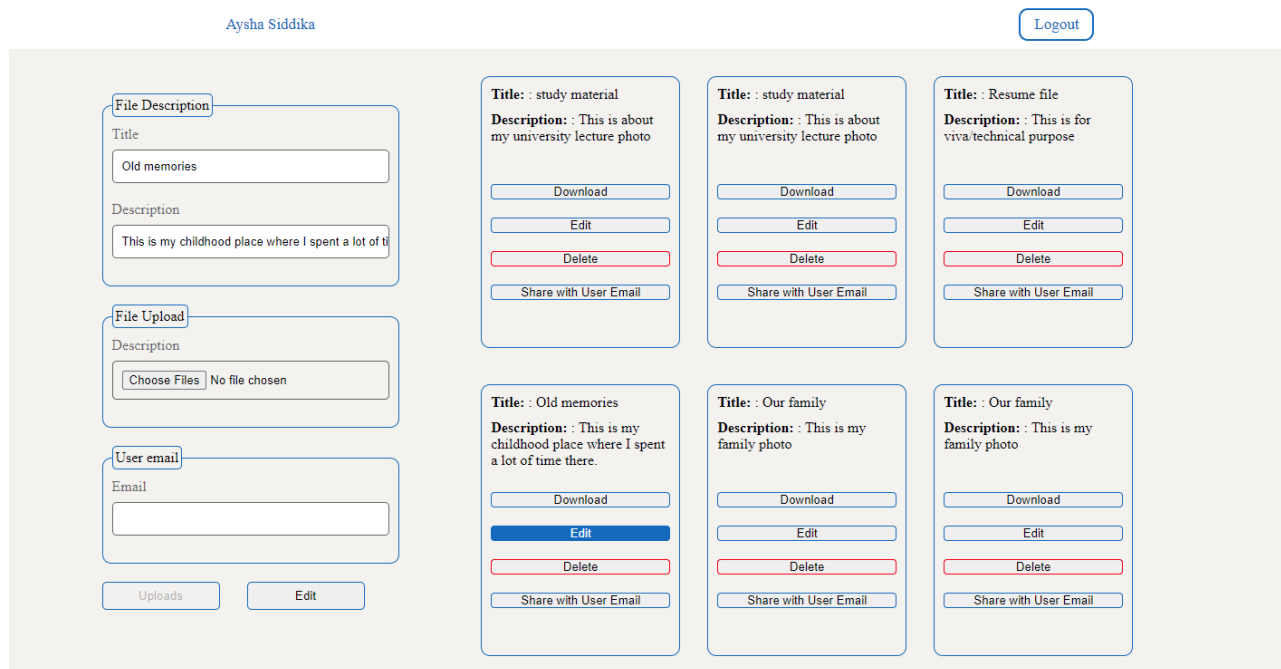 Aysha Siddika
Logout
File Description
Title
Old memories
Description
This is my childhood place where I spent a lot of ti
File Upload
Description
Choose Files No file chosen
User email
Email
Uploads
Edit
Title: : study material
Description: : This is about
my university lecture photo
Download
Edit
Delete
Share with User Email
Title: : study material
Description: : This is about
my university lecture photo
Download
Edit
Delete
Share with User Email
Title: : Resume file
Description: : This is for
viva/technical purpose
Download
Edit
Delete
Share with User Email
Title: : Old memories
Description: : This is my
childhood place where I spent
a lot of time there.
Download
Edit
Delete
Share with User Email
Title: : Our family
Description: : This is my
family photo
Download
Edit
Delete
Share with User Email
Title: : Our family
Description: : This is my
family photo
Download
Edit
Delete
Share with User Email